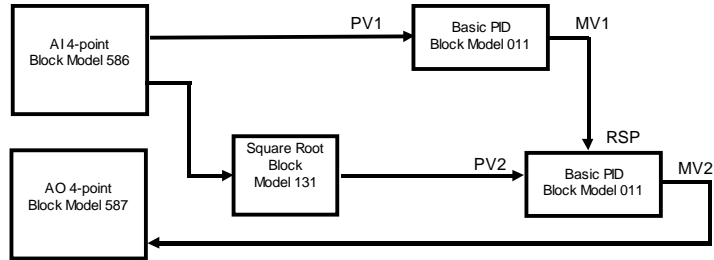 AI 4-point
Block Model 586
PV1
Basic PID
Block Model 011
MV1
Square Root
Block
Model 131
RSP
PV2
Basic PID
Block Model 011
MV2
AO 4-point
Block Model 587